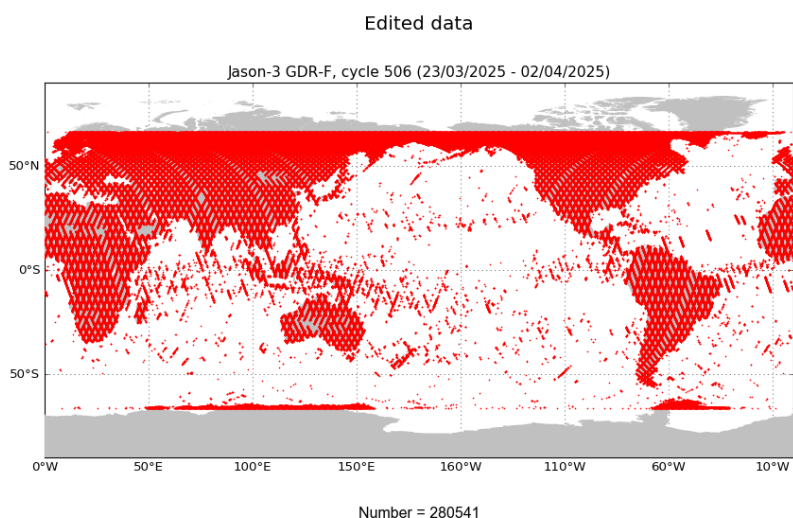 Edited data
Jason-3 GDR-F, cycle 506 (23/03/2025 - 02/04/2025)
50°N
0°S
50°S
0°W 50°E 100°E 150°E 160°W 110°W 60°W 10°W
Number = 280541